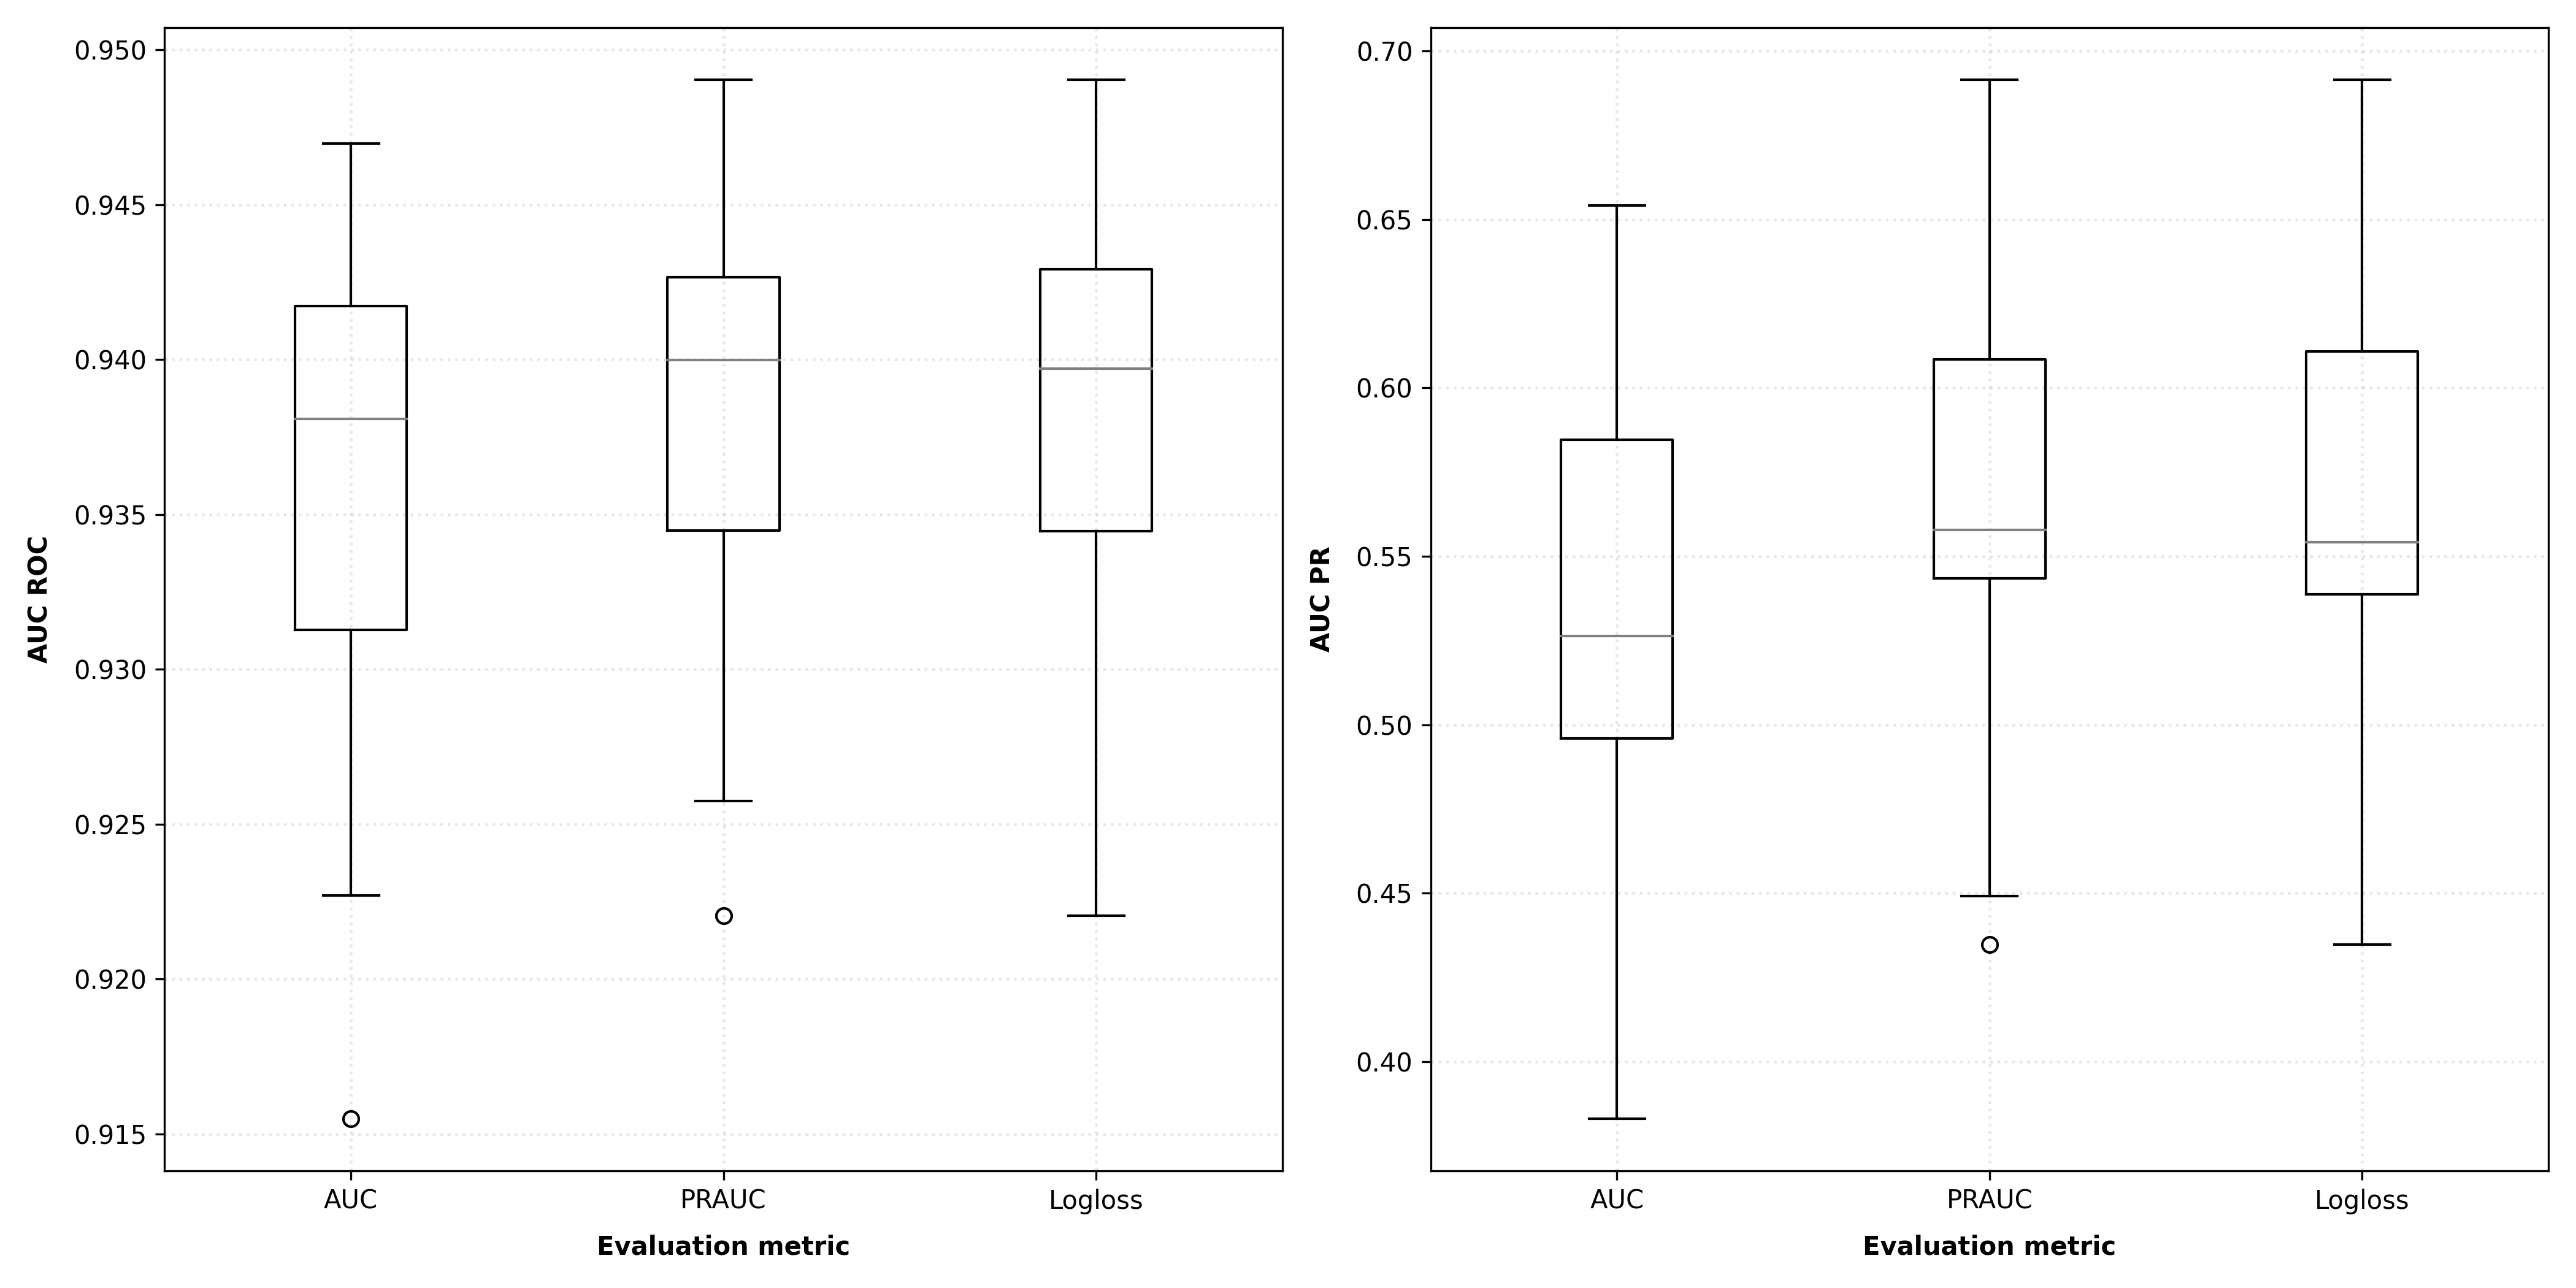 0.950
0.945
0.940
0.935
0.930
0.925
0.920
0.915
AUC ROC
AUC
PRAUC
Logloss
Evaluation metric
0.70
0.65
0.60
0.55
0.50
0.45
0.40
AUC PR
AUC
PRAUC
Logloss
Evaluation metric